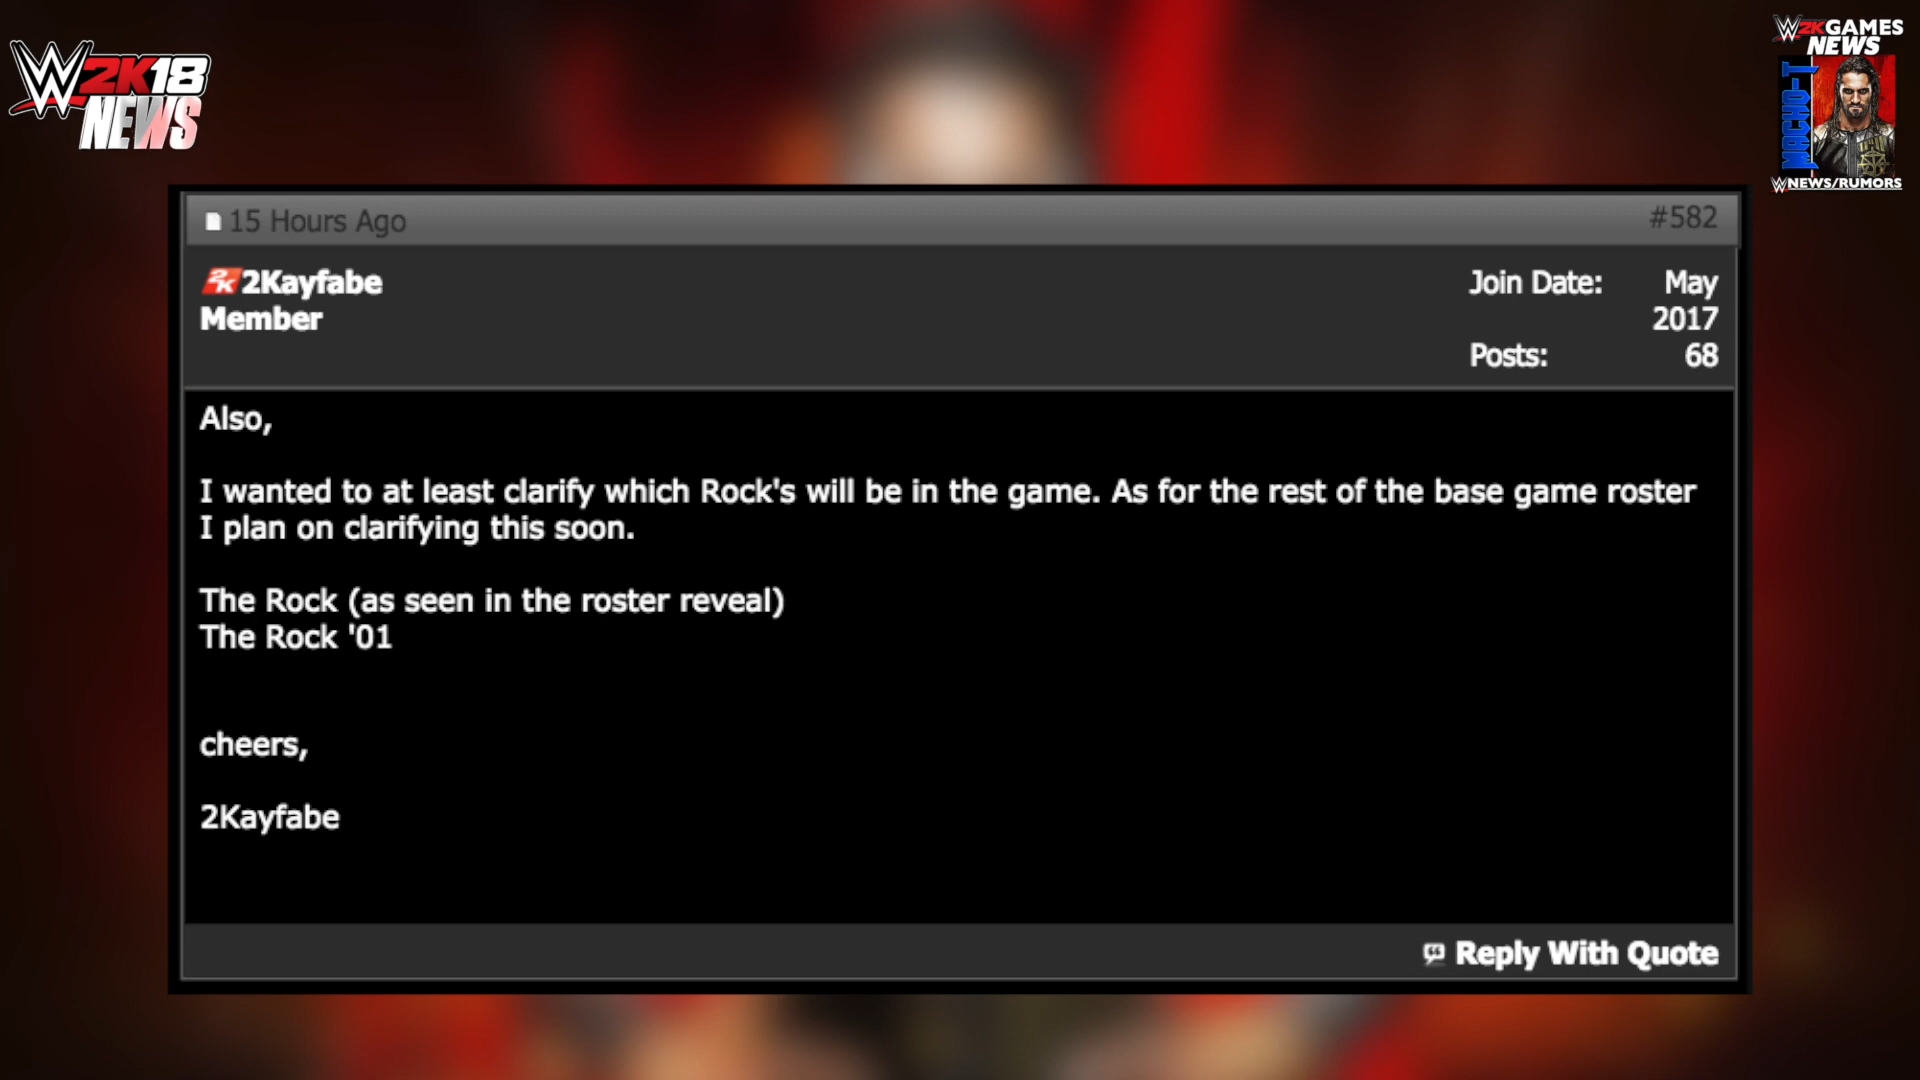 W2K18
NEWS
W2KGAMES
NEWS
MACHO-T
WNEWS/RUMORS
15 Hours Ago
#582
2K 2Kayfabe
Member
Join Date: May
2017
Posts: 68
Also,
I wanted to at least clarify which Rock's will be in the game. As for the rest of the base game roster
I plan on clarifying this soon.
The Rock (as seen in the roster reveal)
The Rock '01
cheers,
2Kayfabe
Reply With Quote